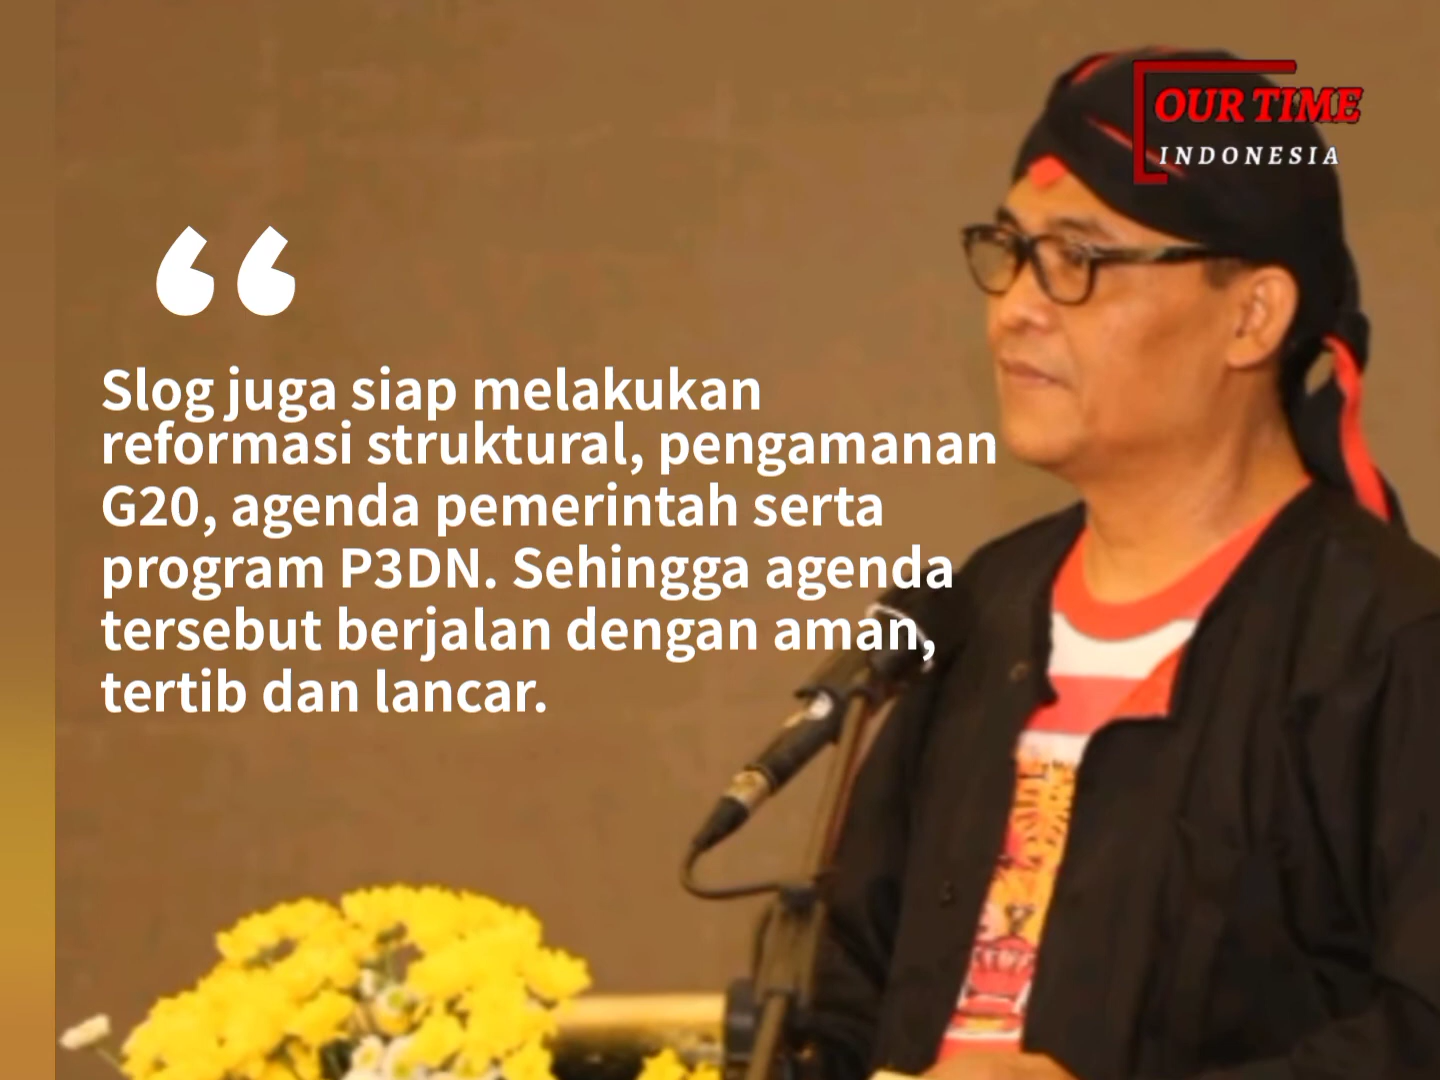 OUR TIME
INDONESIA
“
Slog juga siap melakukan
reformasi struktural, pengamanan
G20, agenda pemerintah serta
program P3DN. Sehingga agenda
tersebut berjalan dengan aman,
tertib dan lancar.